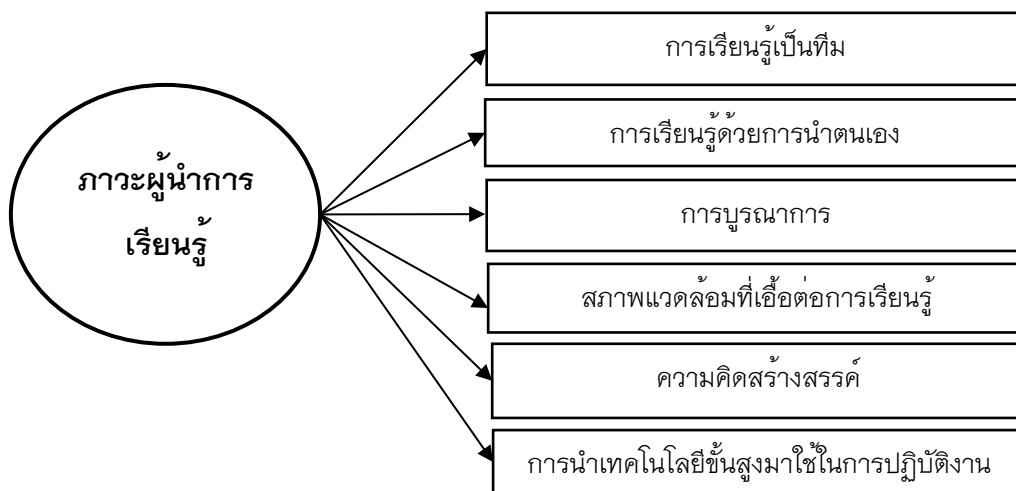 ภาวะผู้นำการ
เรียนรู้
การเรียนรู้เป็นทีม
การเรียนรู้ด้วยการนำตนเอง
การบูรณาการ
สภาพแวดล้อมที่เอื้อต่อการเรียนรู้
ความคิดสร้างสรรค์
การนำเทคโนโลยีขั้นสูงมาใช้ในการปฏิบัติงาน